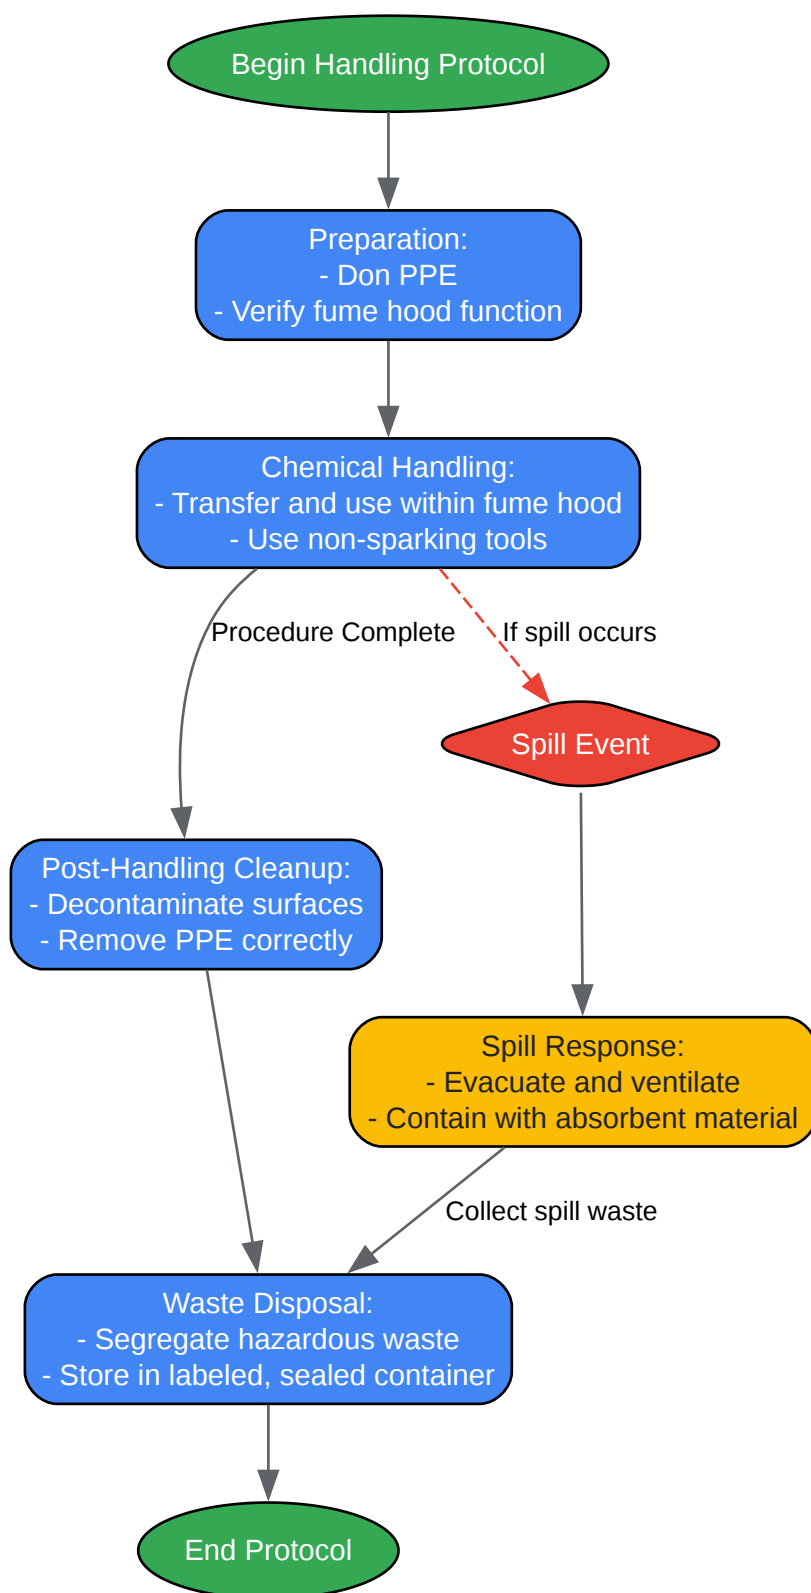 Begin Handling Protocol
Preparation:
- Don PPE
- Verify fume hood function
Chemical Handling:
- Transfer and use within fume hood
- Use non-sparking tools
Procedure Complete
If spill occurs
Spill Event
Post-Handling Cleanup:
- Decontaminate surfaces
- Remove PPE correctly
Spill Response:
- Evacuate and ventilate
- Contain with absorbent material
Collect spill waste
Waste Disposal:
- Segregate hazardous waste
- Store in labeled, sealed container
End Protocol